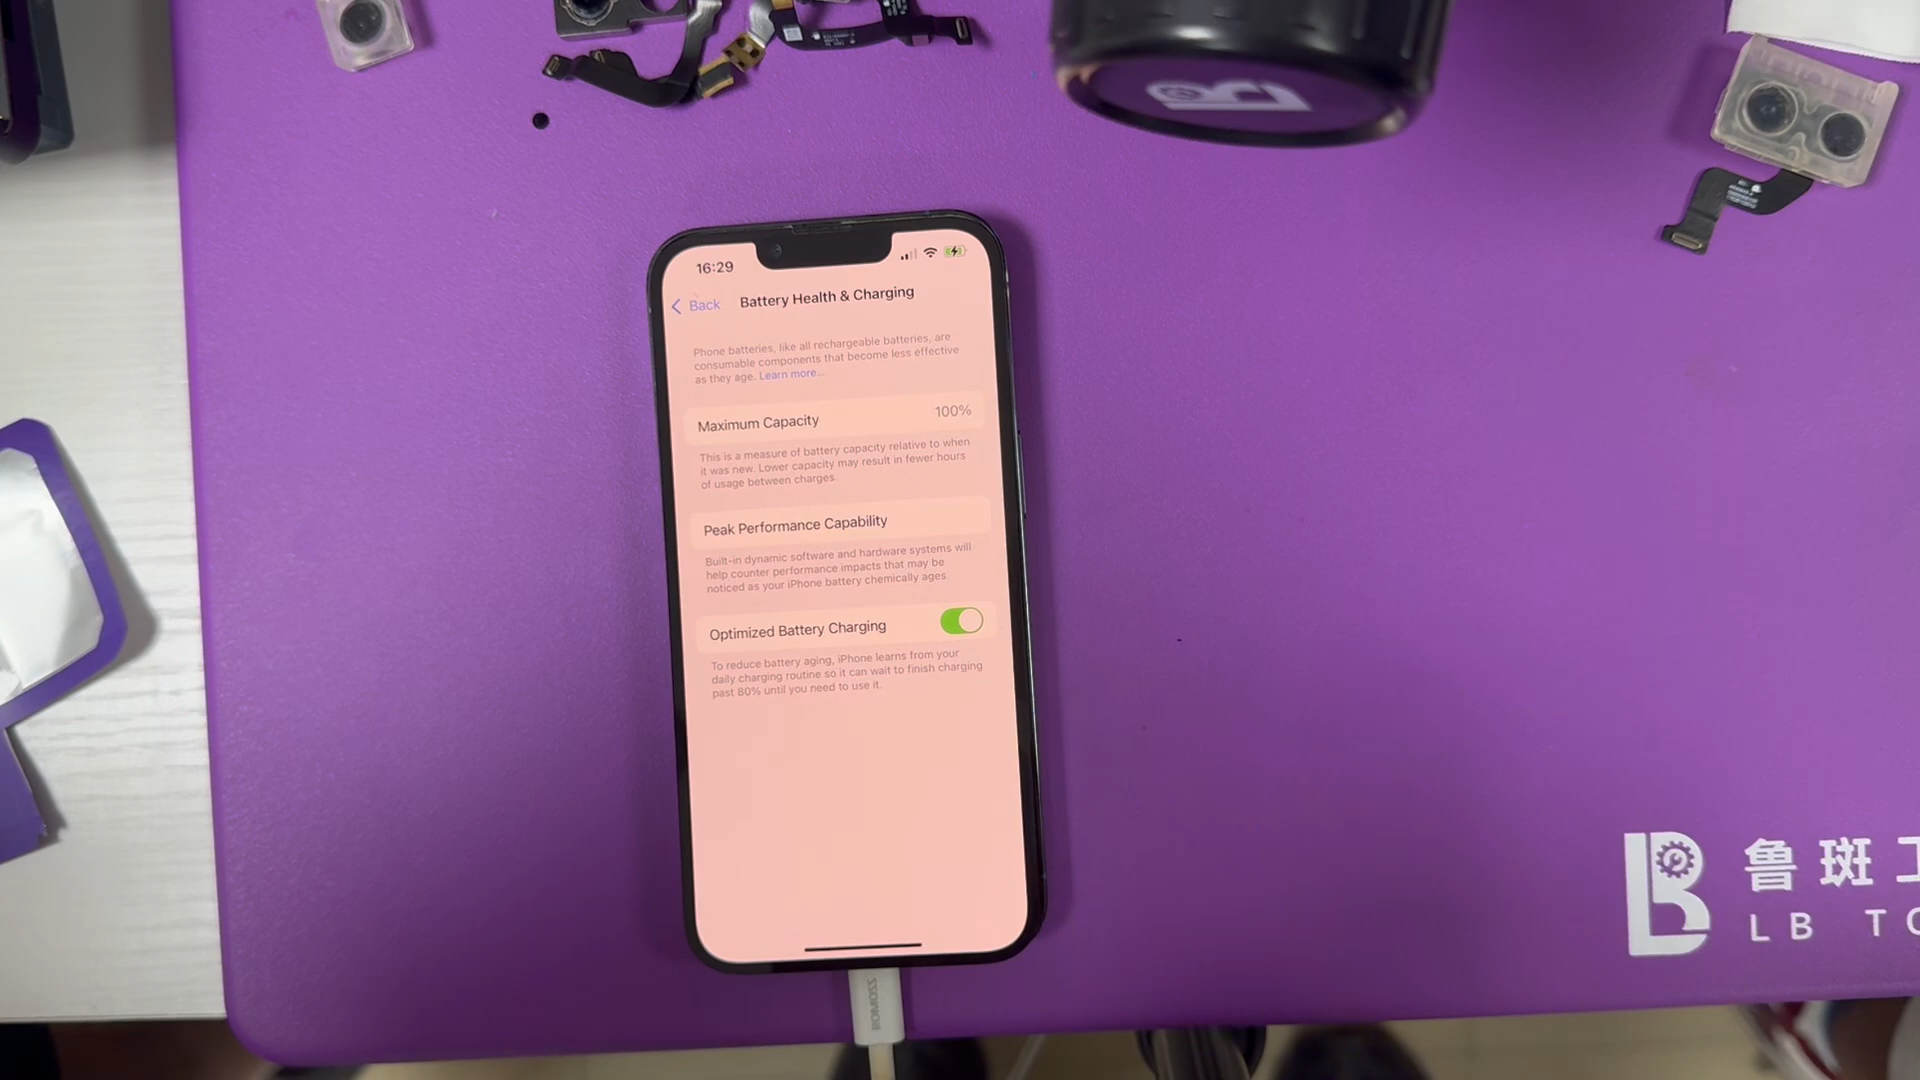 16:29
Back
Battery Health & Charging
Phone batteries, like all rechargeable batteries, are
consumable components that become less effective
as they age. Learn more...
Maximum Capacity
100%
This is a measure of battery capacity relative to when
it was new. Lower capacity may result in fewer hours
of usage between charges.
Peak Performance Capability
Built-in dynamic software and hardware systems will
help counter performance impacts that may be
noticed as your iPhone battery chemically ages.
Optimized Battery Charging
To reduce battery aging, iPhone learns from your
daily charging routine so it can wait to finish charging
past 80% until you need to use it.
ROMOSS
鲁班工
LB TO